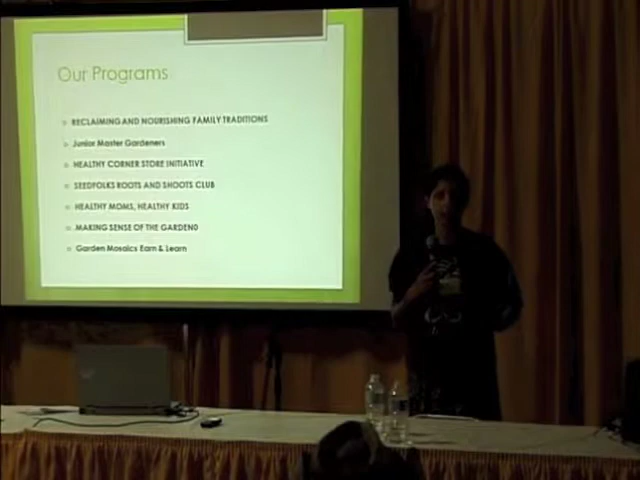 Our Programs
RECLAIMING AND NOURISHING FAMILY TRADITIONS
Junior Master Gardeners
HEALTHY CORNER STORE INITIATIVE
SEEDFOLKS ROOTS AND SHOOTS CLUB
HEALTHY MOMS, HEALTHY KIDS
MAKING SENSE OF THE GARDEN0
Garden Mosaics Earn & Learn